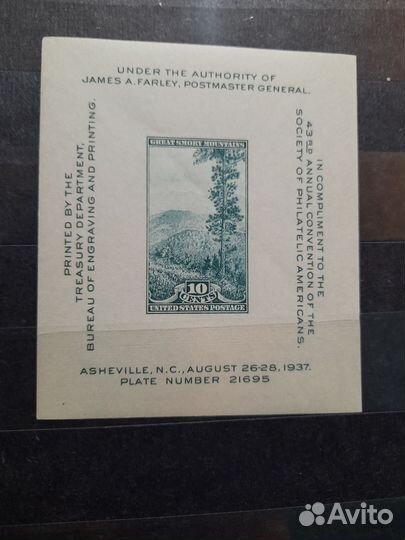 UNDER THE AUTHORITY OF
JAMES A. FARLEY, POSTMASTER GENERAL.
PRINTED BY THE
TREASURY DEPARTMENT,
BUREAU OF ENGRAVING AND PRINTING.
GREAT SMOKY MOUNTAINS
10
CENTS
UNITED STATES POSTAGE
IN COMPLIMENT TO THE
43RD ANNUAL CONVENTION OF THE
SOCIETY OF PHILATELIC AMERICANS.
ASHEVILLE, N.C., AUGUST 26-28, 1937.
PLATE NUMBER 21695
Avito